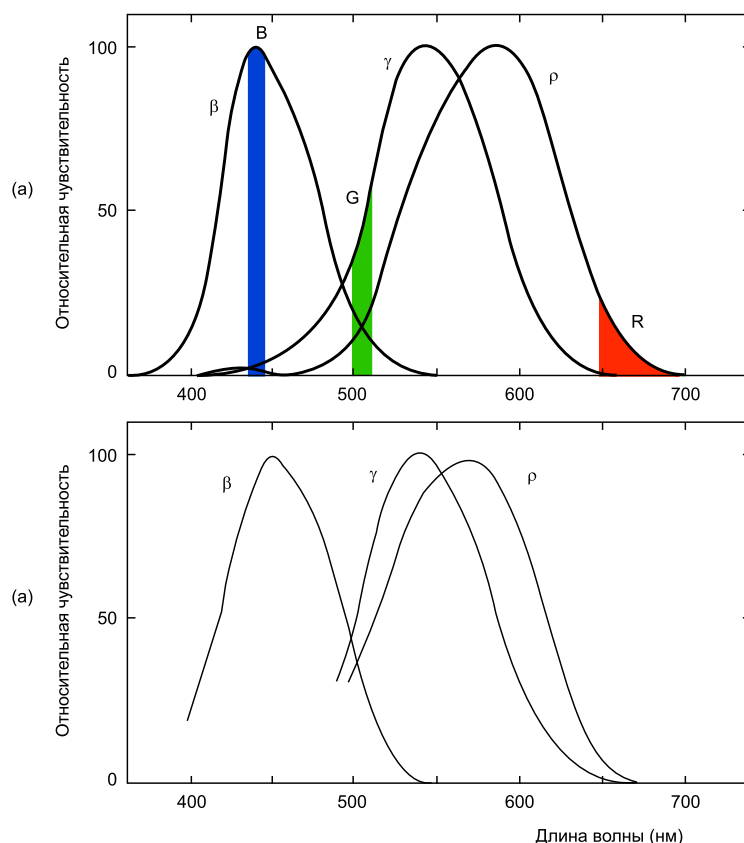 100
B
β
γ
ρ
(a)
Относительная чувствительность
50
G
R
0
400
500
600
700
100
β
γ
ρ
(a)
Относительная чувствительность
50
0
400
500
600
700
Длина волны (нм)